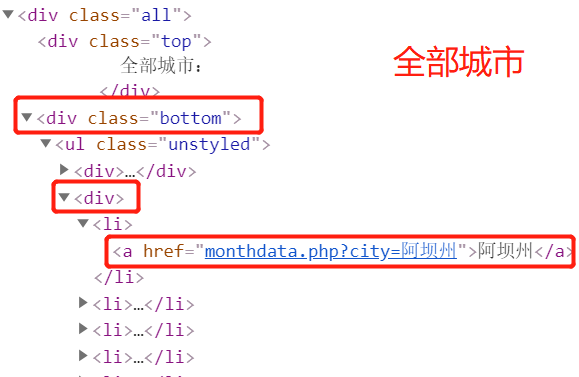 ▼<div class="all">
<div class="top">
全部城市:
全部城市
</div>
▼<div class="bottom">
▼<ul class="unstyled">
▶<div>…</div>
▼<div>
▼<li>
<a href="monthdata.php?city=阿坝州">阿坝州</a>
</li>
▶<li>…</li>
▶<li>…</li>
▶<li>…</li>